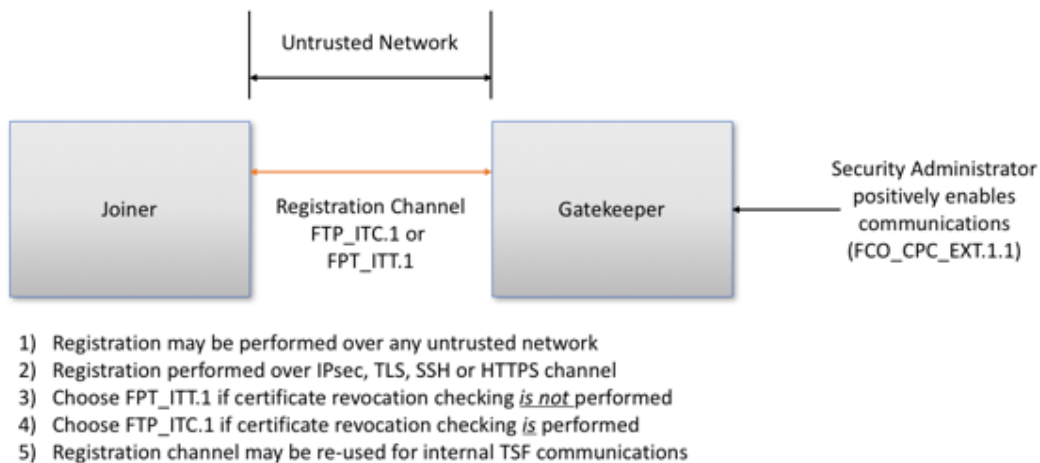 Untrusted Network
Joiner
Registration Channel
FTP_ITC.1 or
FPT_ITT.1
Gatekeeper
Security Administrator
positively enables
communications
(FCO_CPC_EXT.1.1)
1) Registration may be performed over any untrusted network
2) Registration performed over IPsec, TLS, SSH or HTTPS channel
3) Choose FPT_ITT.1 if certificate revocation checking is not performed
4) Choose FTP_ITC.1 if certificate revocation checking is performed
5) Registration channel may be re-used for internal TSF communications